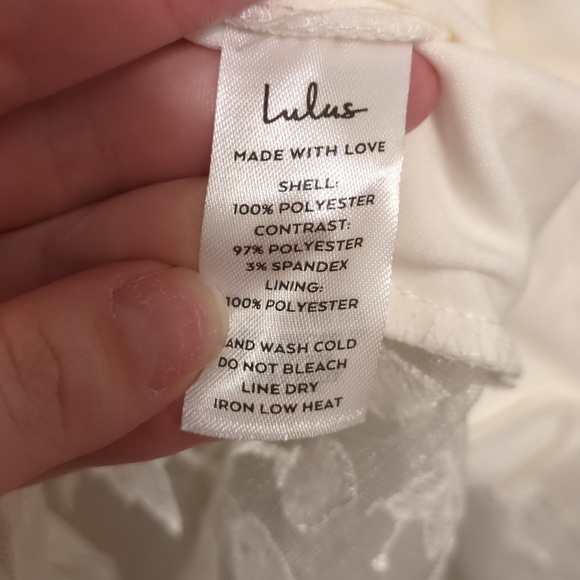 Lulus
MADE WITH LOVE
SHELL:
100% POLYESTER
CONTRAST:
97% POLYESTER
3% SPANDEX
LINING:
100% POLYESTER
AND WASH COLD
DO NOT BLEACH
LINE DRY
IRON LOW HEAT